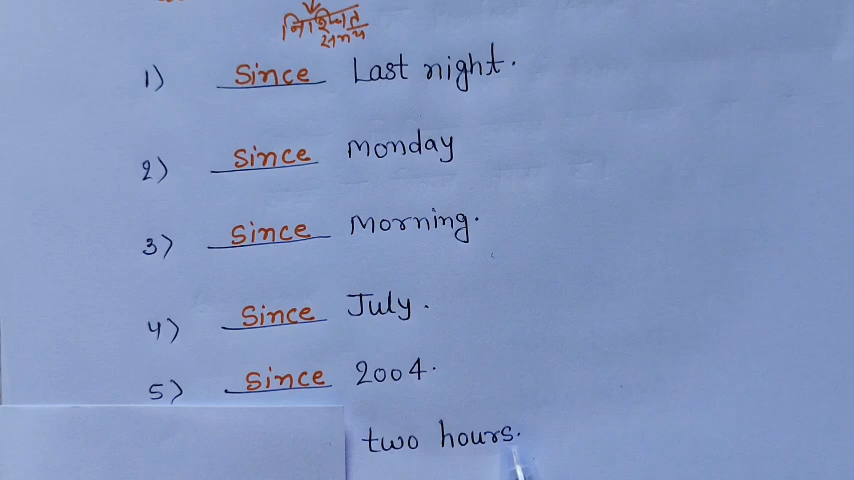 निश्चित
समय
1) Since Last night.
2) Since Monday
3) Since Morning.
4) Since July.
5) Since 2004.
two hours.